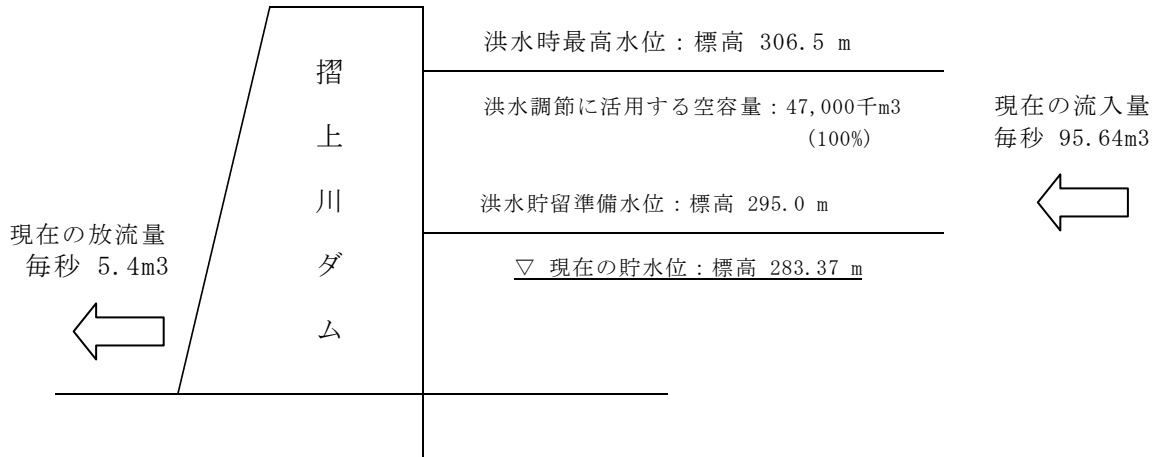 洪水時最高水位：標高 306.5 m
摺上川ダム
洪水調節に活用する空容量：47,000千m3
(100%)
現在の流入量
毎秒 95.64m3
洪水貯留準備水位：標高 295.0 m
現在の放流量
毎秒 5.4m3
▽ 現在の貯水位：標高 283.37 m